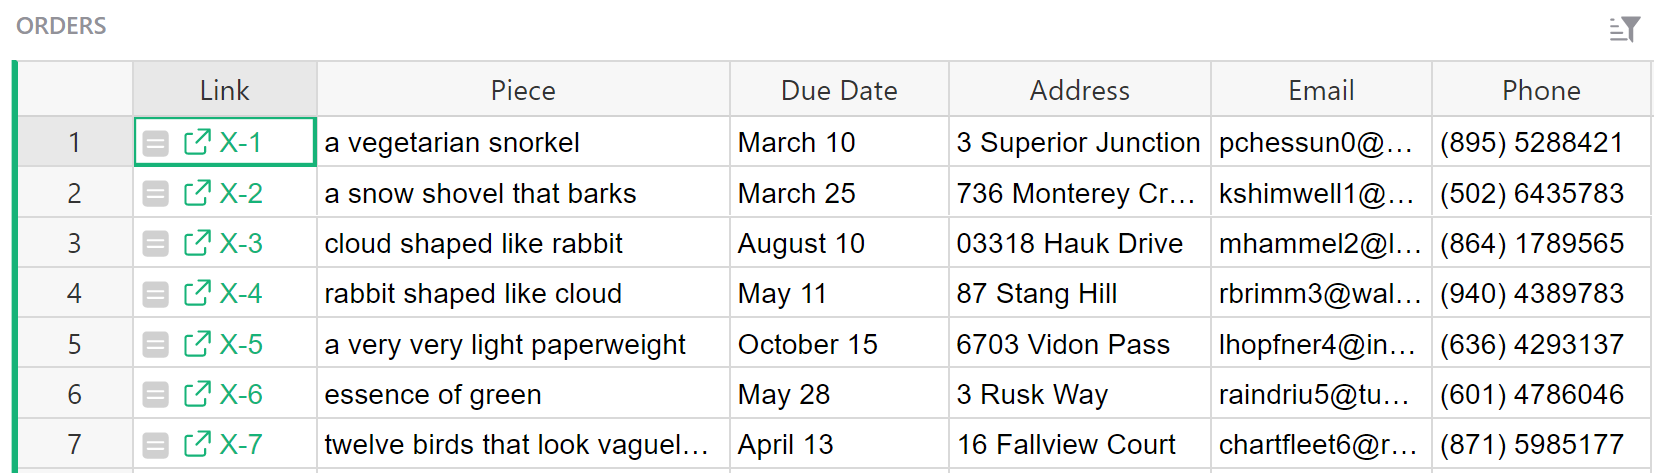 ORDERS
Link Piece Due Date Address Email Phone
1 X-1 a vegetarian snorkel March 10 3 Superior Junction pchessun0@... (895) 5288421
2 X-2 a snow shovel that barks March 25 736 Monterey Cr... kshimwell1@... (502) 6435783
3 X-3 cloud shaped like rabbit August 10 03318 Hauk Drive mhammel2@l... (864) 1789565
4 X-4 rabbit shaped like cloud May 11 87 Stang Hill rbrimm3@wal... (940) 4389783
5 X-5 a very very light paperweight October 15 6703 Vidon Pass lhopfner4@in... (636) 4293137
6 X-6 essence of green May 28 3 Rusk Way raindriu5@tu... (601) 4786046
7 X-7 twelve birds that look vaguel... April 13 16 Fallview Court chartfleet6@r... (871) 5985177